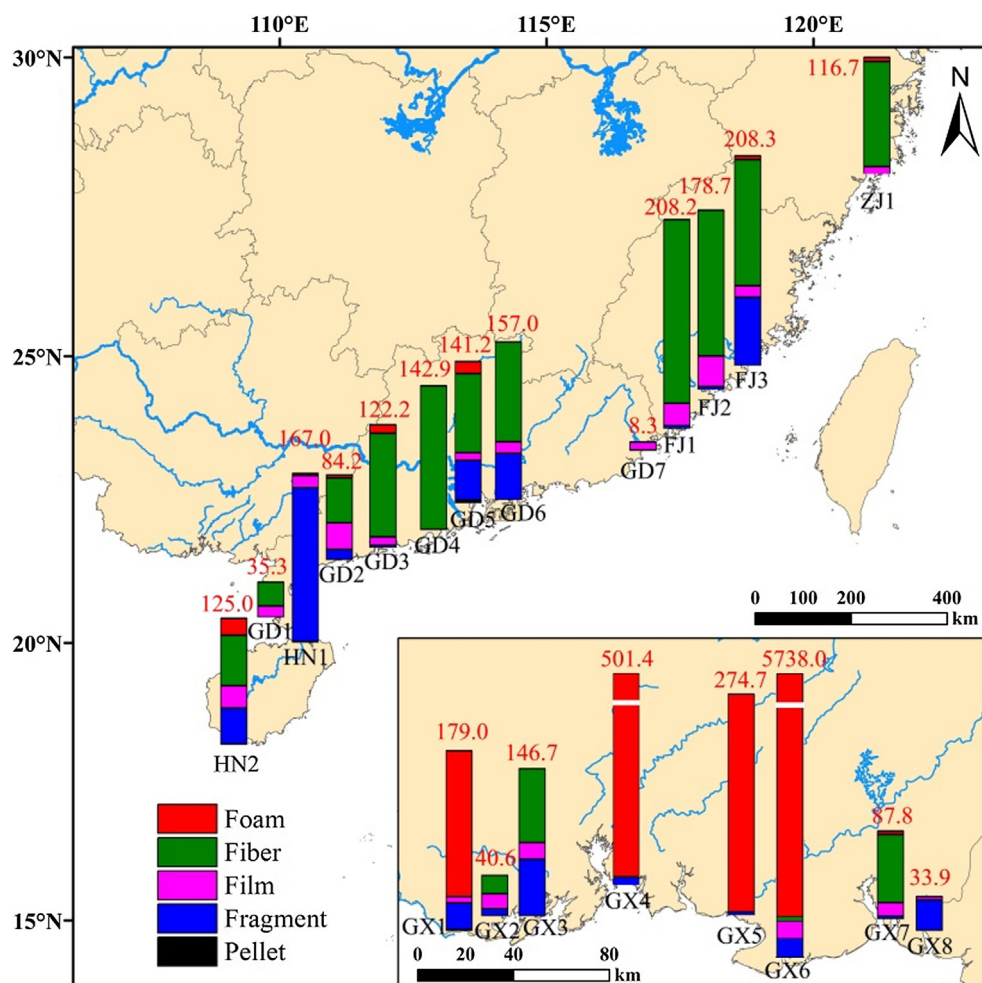 110°E 115°E 120°E
30°N
25°N
20°N
15°N
N
116.7
ZJ1
208.3
178.7
208.2
FJ3
FJ2
FJ1
8.3
GD7
157.0
141.2
142.9
122.2
167.0
84.2
GD6
GD5
GD4
GD3
GD2
35.3
125.0
GD1
HN1
HN2
0 100 200 400
km
Foam
Fiber
Film
Fragment
Pellet
501.4
5738.0
274.7
179.0
146.7
40.6
87.8
33.9
GX1
GX2
GX3
GX4
GX5
GX6
GX7
GX8
0 20 40 80
km